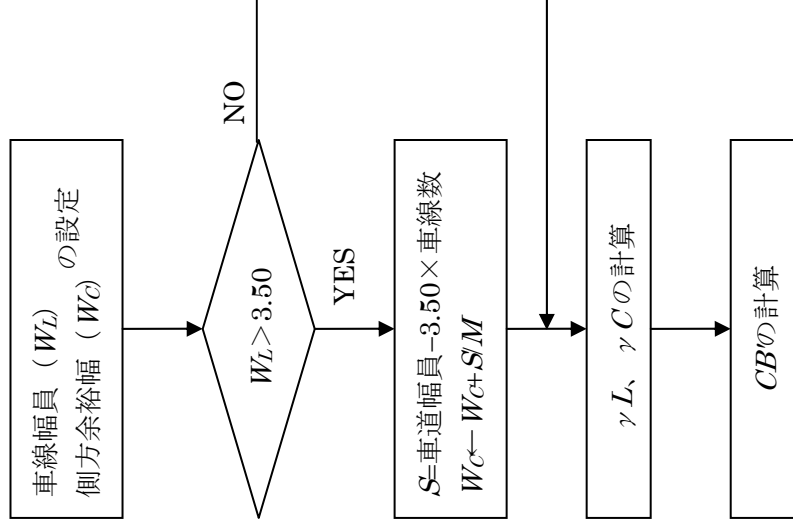 車線幅員（WL）
側方余裕幅（WC）
の設定
WL＞3.50
NO
YES
S=車道幅員−3.50×車線数
WC←WC+S/M
γL、γCの計算
CB'の計算